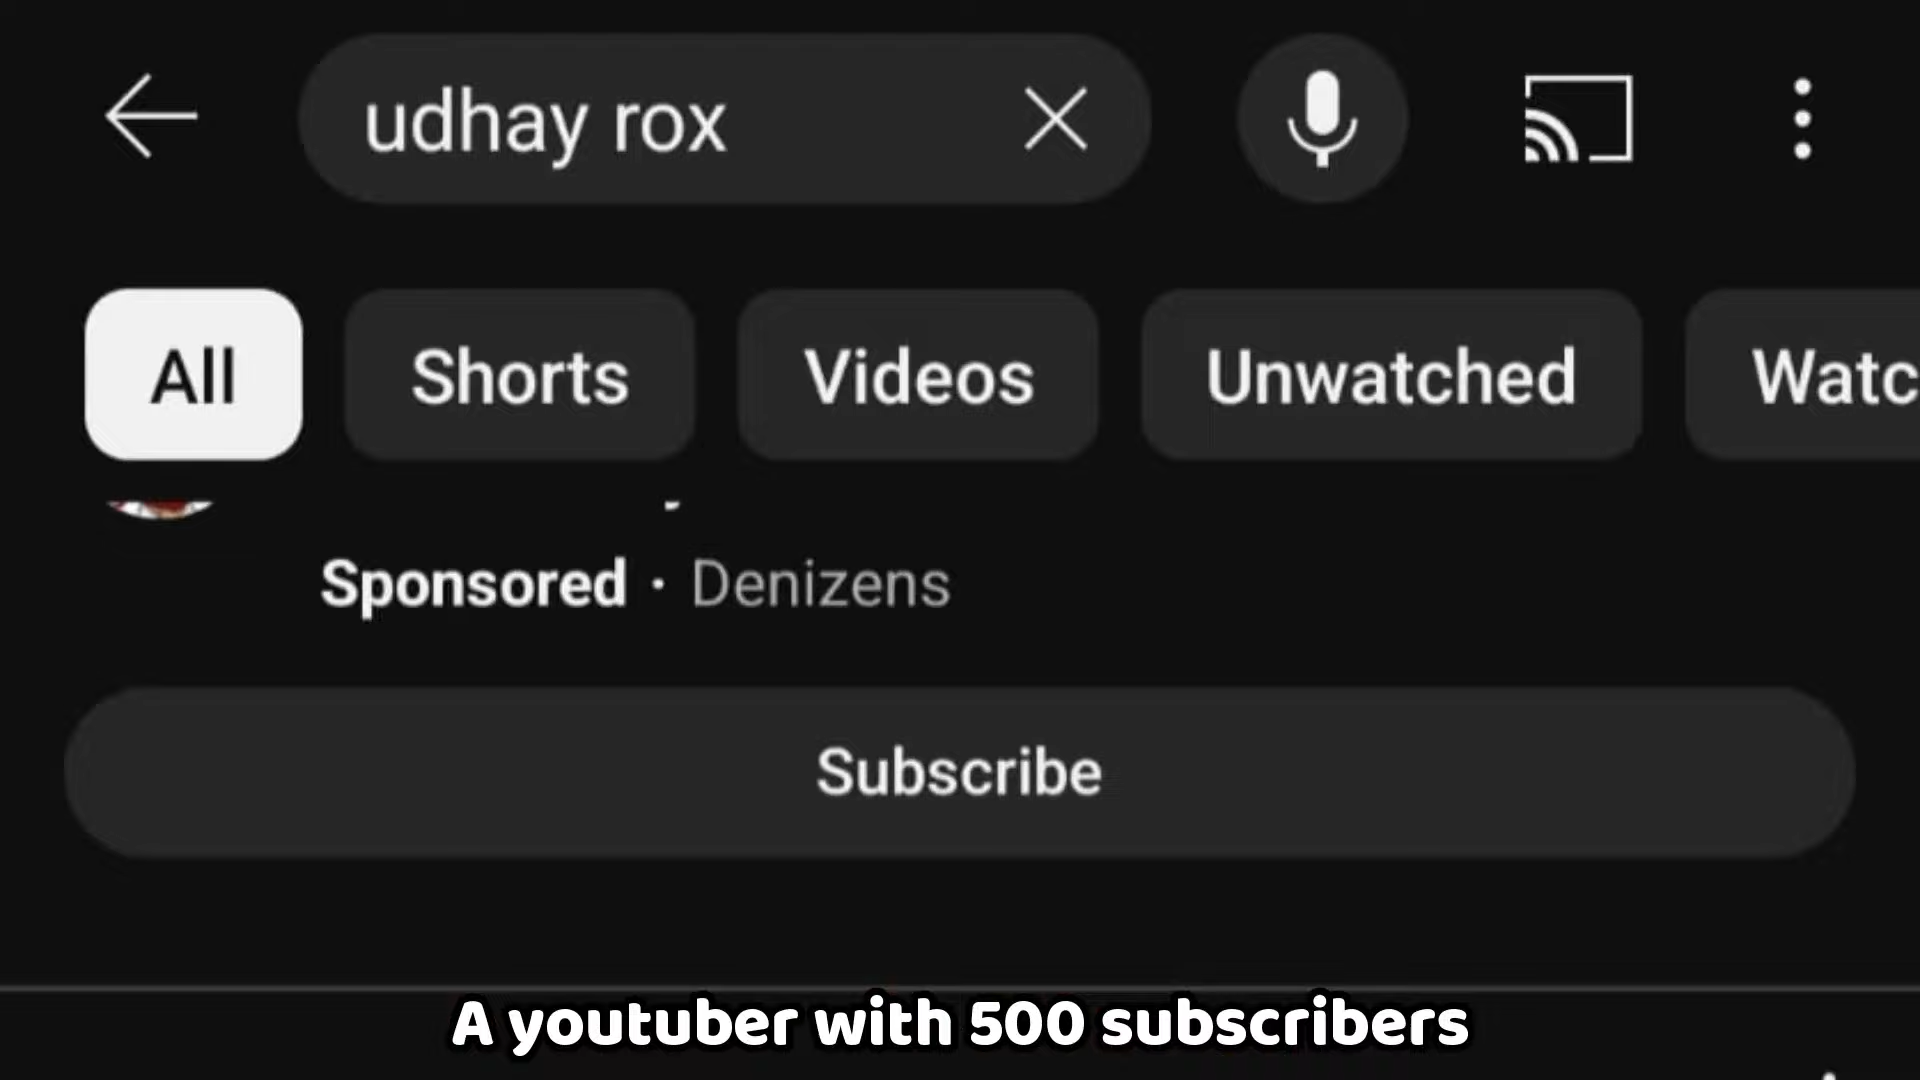 udhay rox
All Shorts Videos Unwatched Watc
Sponsored · Denizens
Subscribe
A youtuber with 500 subscribers